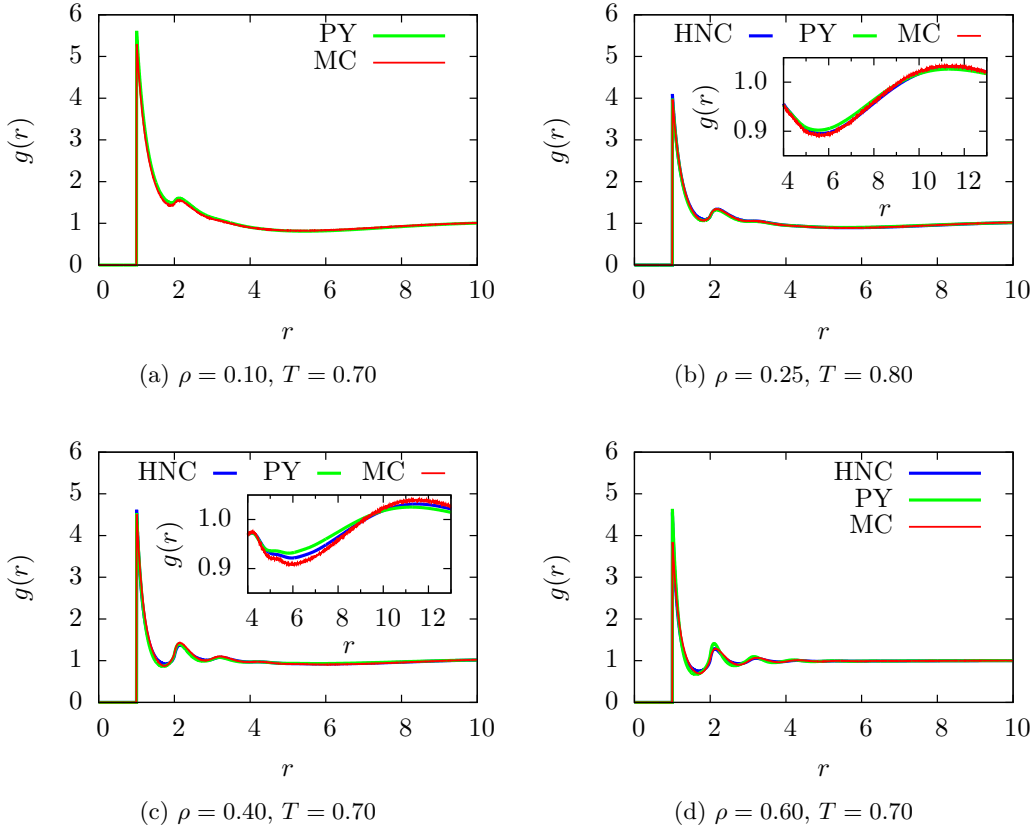 6
5
4
3
2
1
0
g(r)
PY
MC
0 2 4 6 8 10
r
(a) ρ = 0.10, T = 0.70
6
5
4
3
2
1
0
g(r)
HNC PY MC
1.0
0.9
g(r)
4 6 8 10 12
r
0 2 4 6 8 10
r
(b) ρ = 0.25, T = 0.80
6
5
4
3
2
1
0
g(r)
HNC PY MC
1.0
0.9
g(r)
4 6 8 10 12
r
0 2 4 6 8 10
r
(c) ρ = 0.40, T = 0.70
6
5
4
3
2
1
0
g(r)
HNC
PY
MC
0 2 4 6 8 10
r
(d) ρ = 0.60, T = 0.70